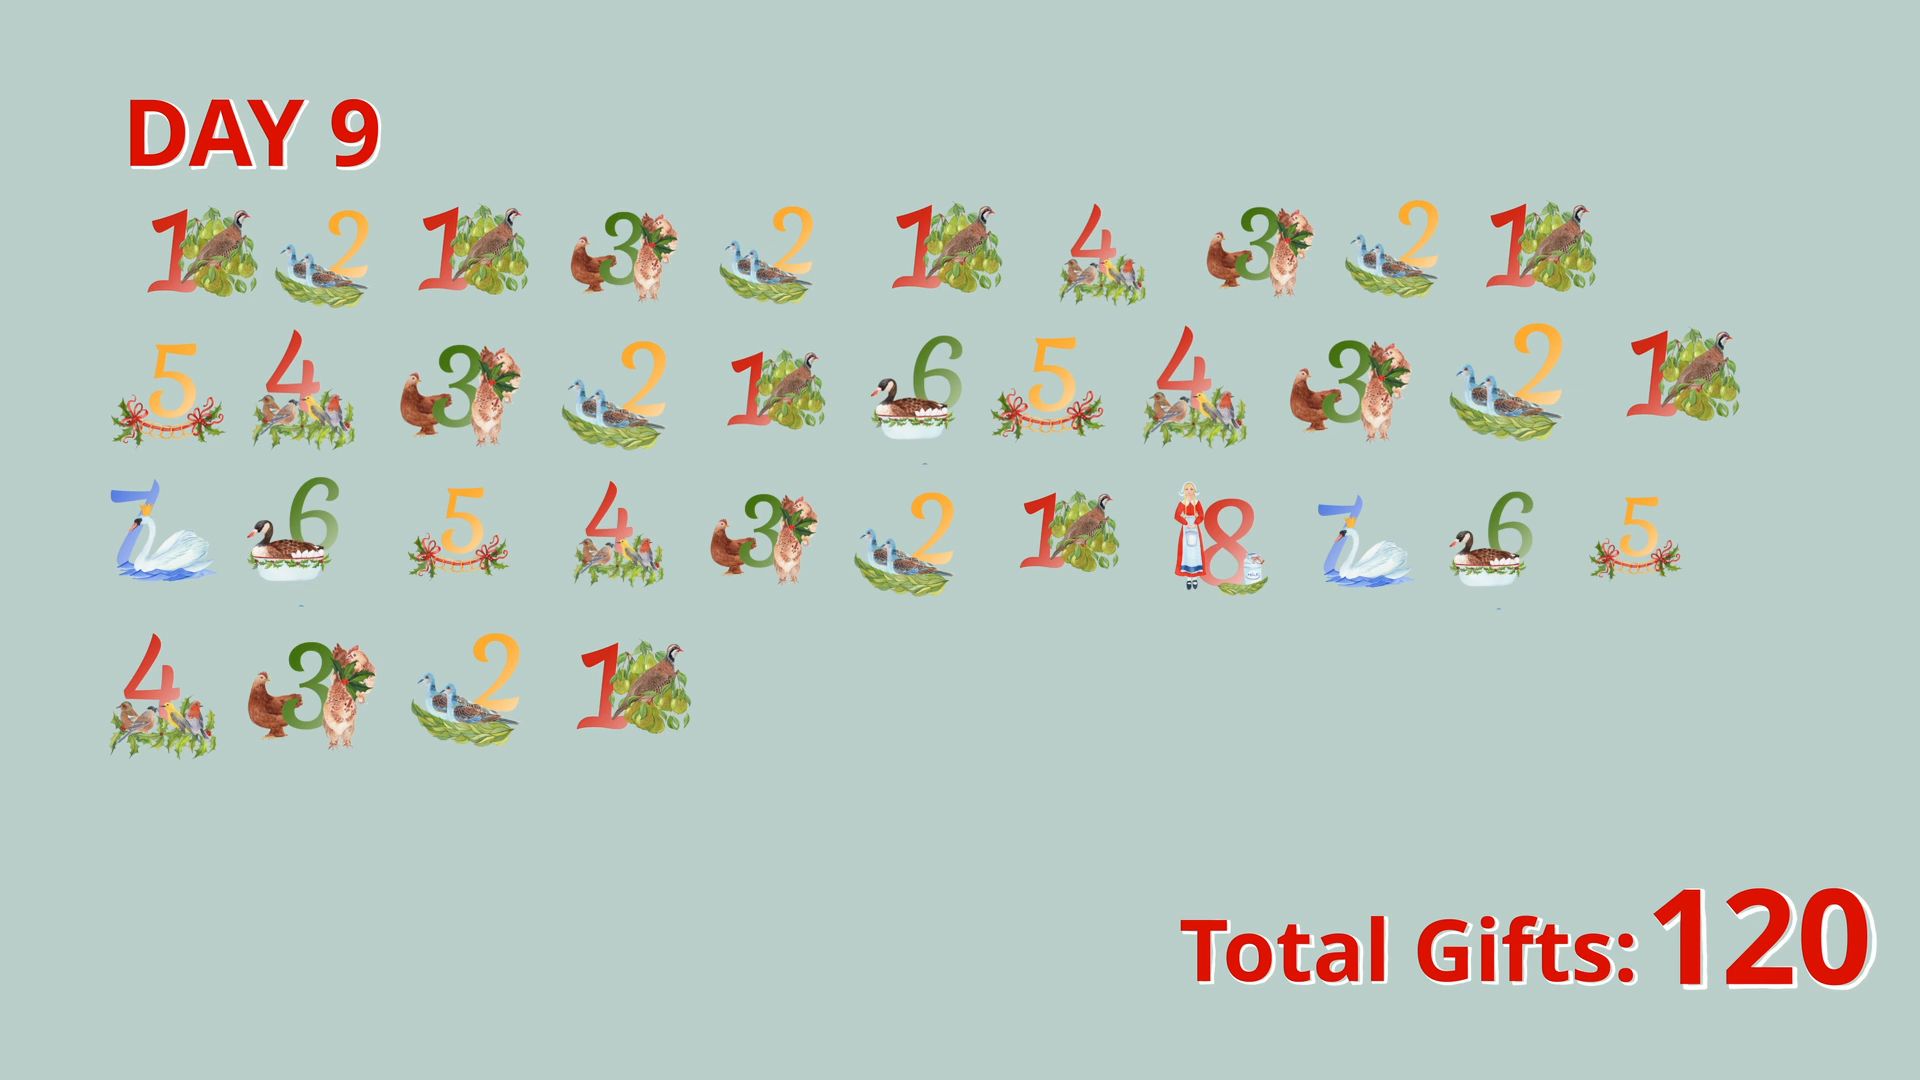 DAY 9
1 2 1 3 2 1 4 3 2 1
5 4 3 2 1 6 5 4 3 2 1
7 6 5 4 3 2 1 8 7 6 5
4 3 2 1
Total Gifts: 120